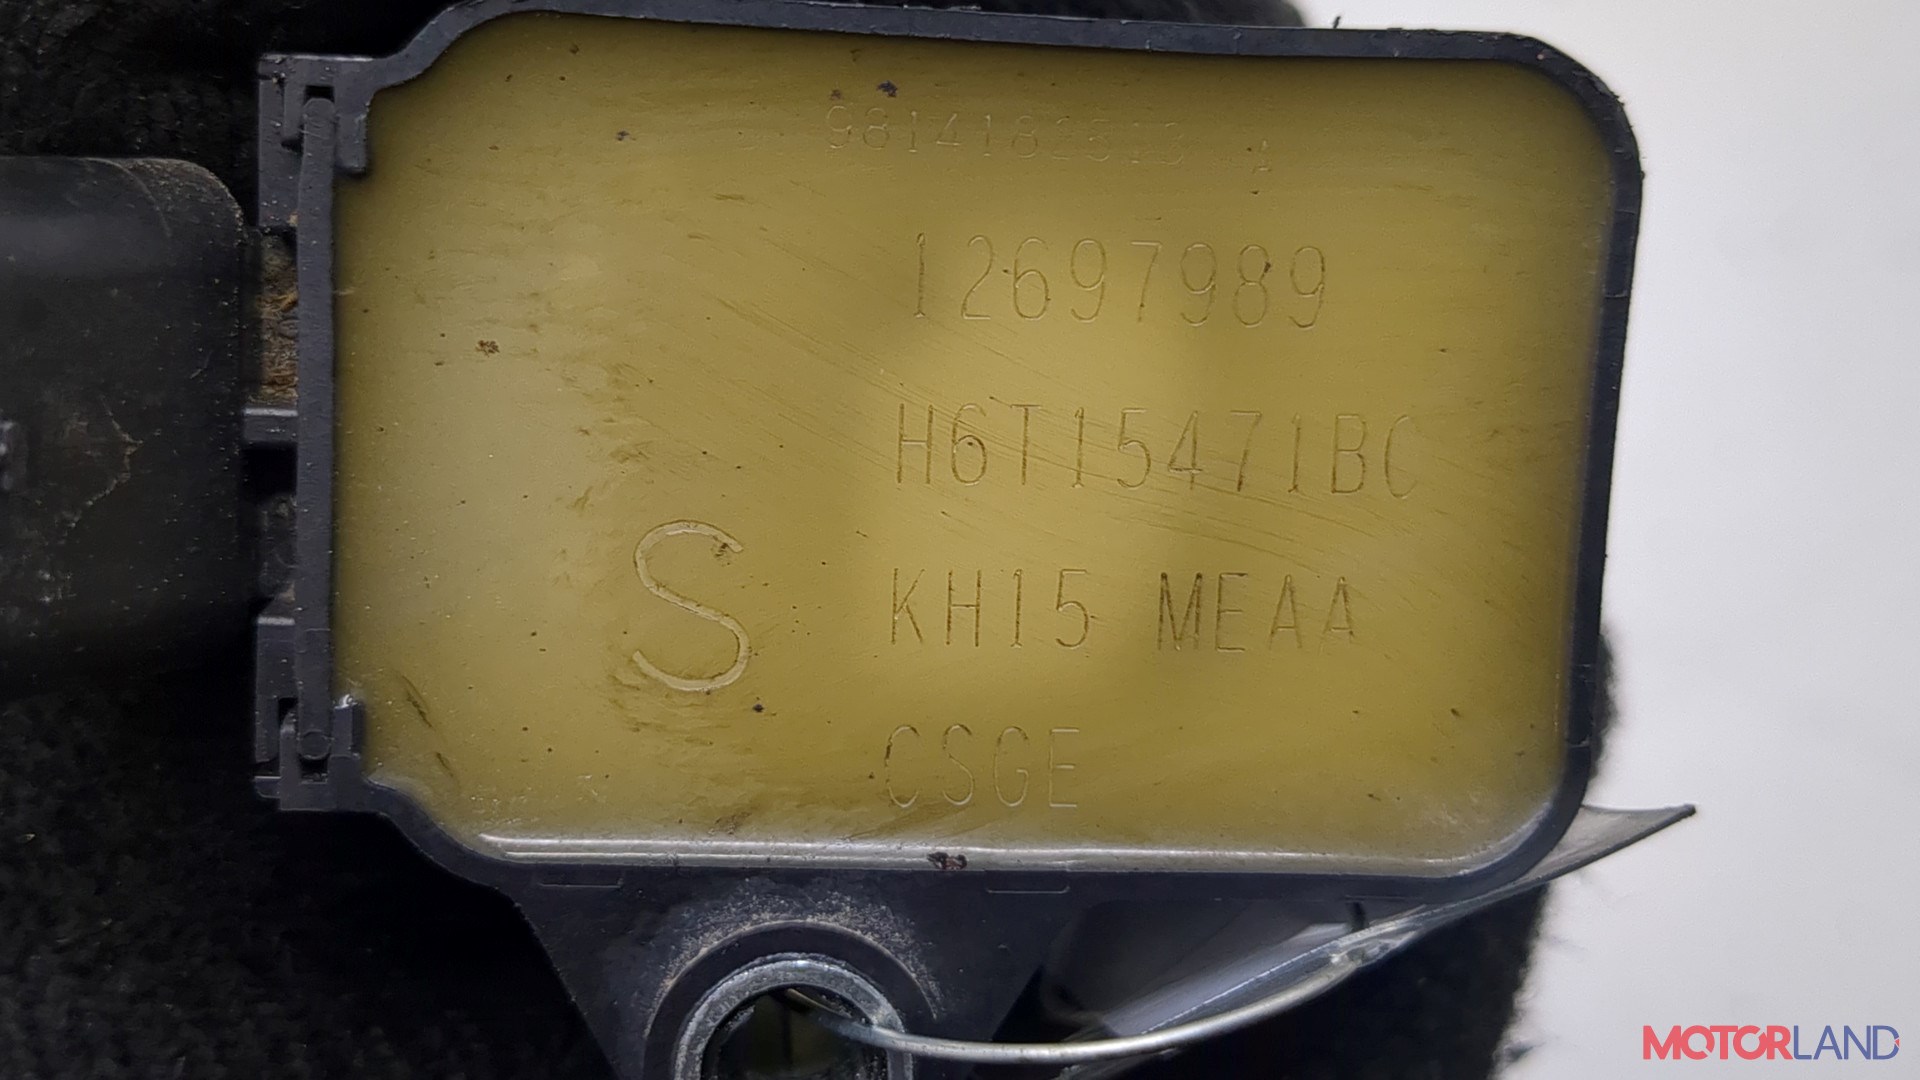 12697989
H6T15471BC
S
KH15 MEAA
CSGE
MOTORLAND